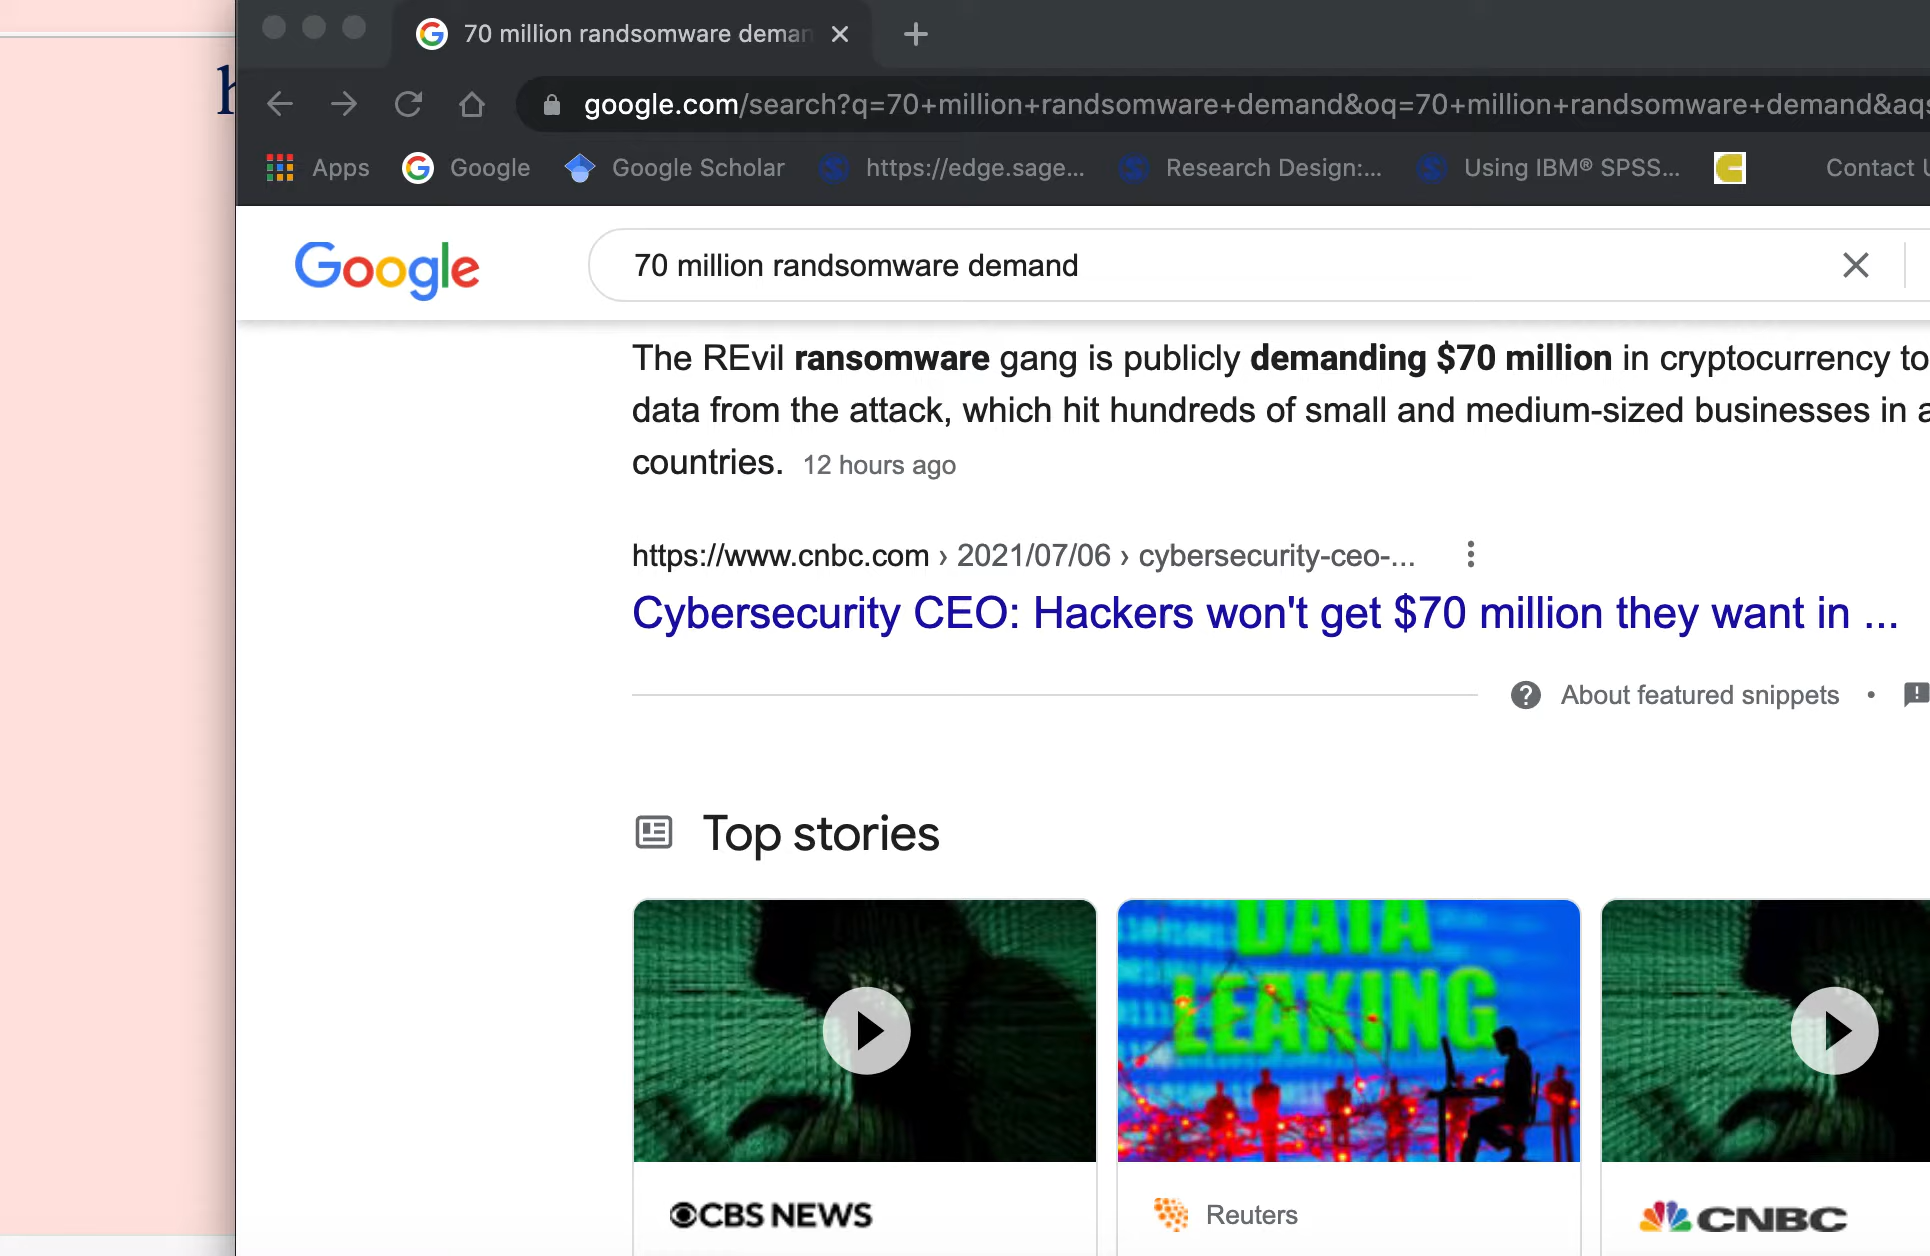 70 million randsomware deman
h
google.com/search?q=70+million+randsomware+demand&oq=70+million+randsomware+demand&aqs
Apps Google Google Scholar https://edge.sage... Research Design:... Using IBM® SPSS... Contact U
Google 70 million randsomware demand
The REvil ransomware gang is publicly demanding $70 million in cryptocurrency to
data from the attack, which hit hundreds of small and medium-sized businesses in a
countries. 12 hours ago
https://www.cnbc.com › 2021/07/06 › cybersecurity-ceo-...
Cybersecurity CEO: Hackers won't get $70 million they want in ...
About featured snippets •
Top stories
DATA
LEAKING
CBS NEWS Reuters CNBC